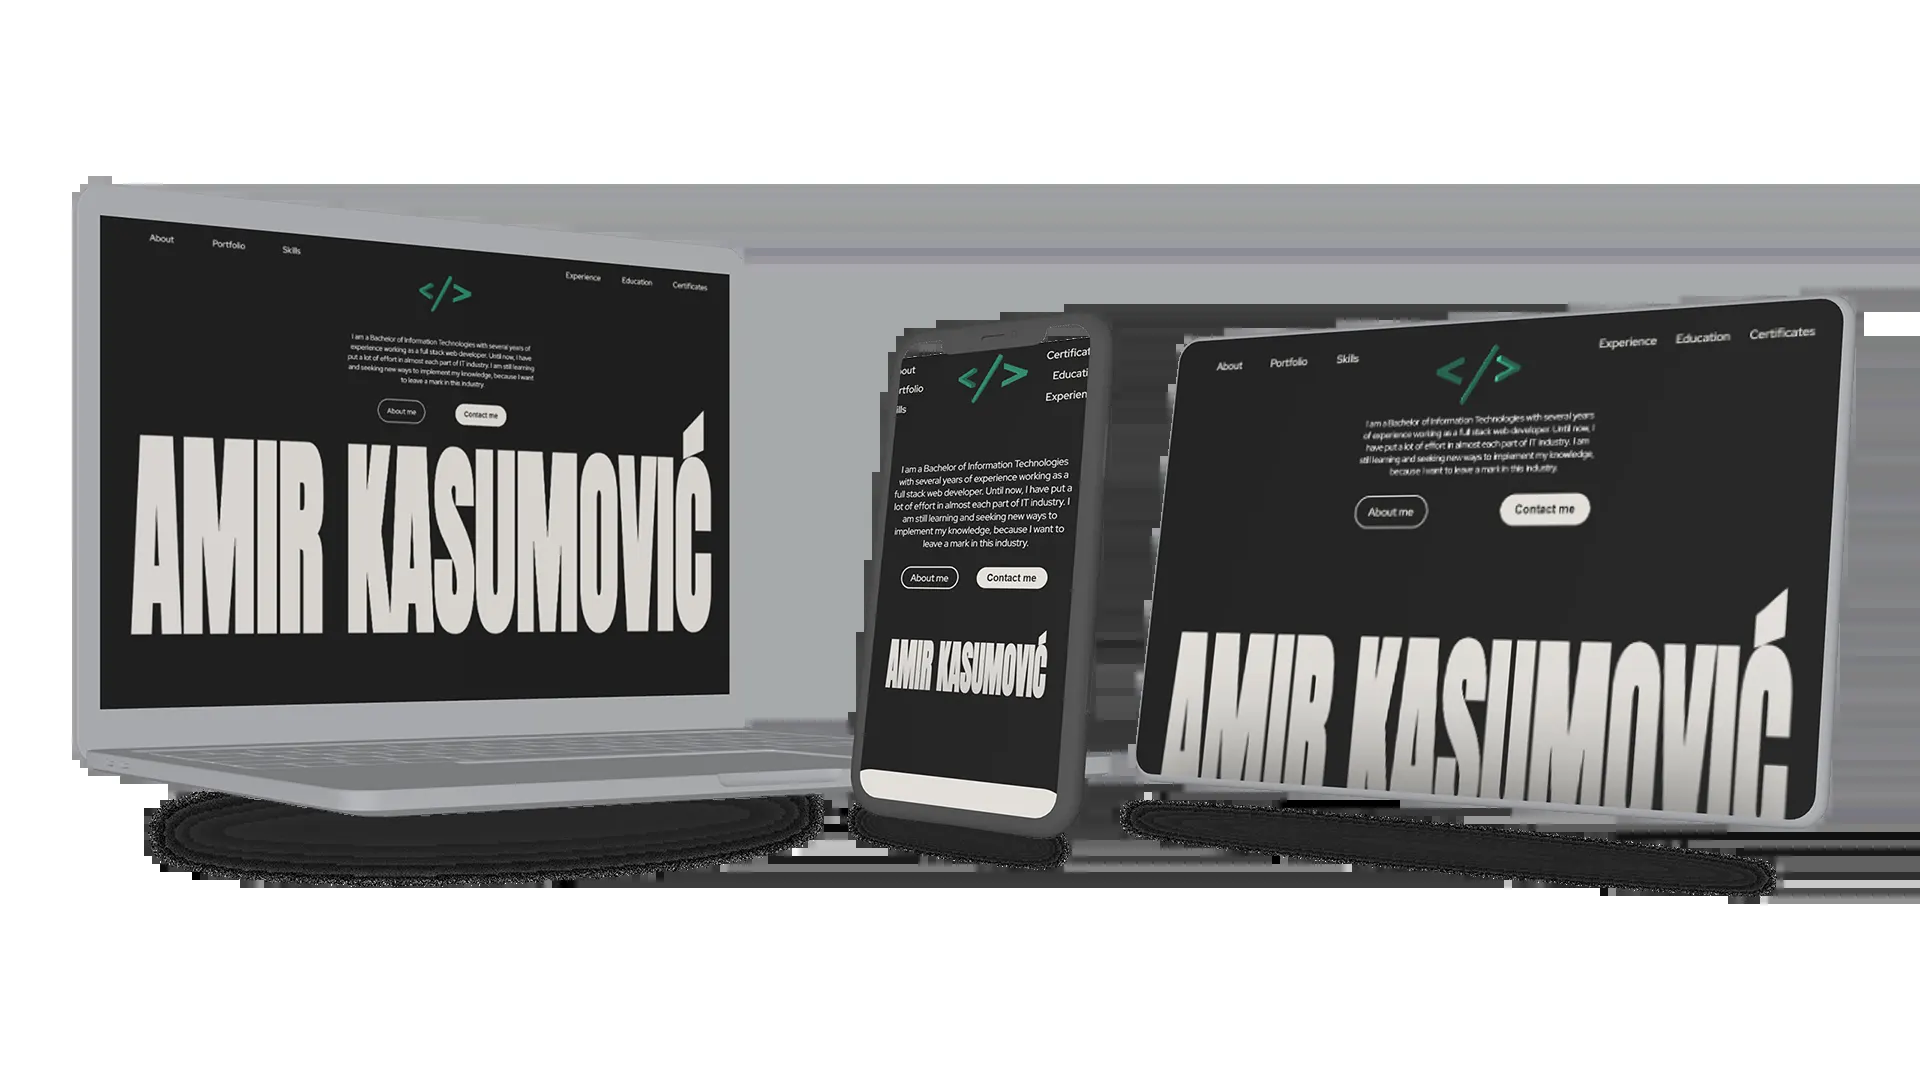 About Portfolio Skills
Experience Education Certificates
</>
I am a Bachelor of Information Technologies with several years of
experience working as a full stack web developer. Until now, I have
put a lot of effort in almost each part of IT industry. I am still learning
and seeking new ways to implement my knowledge, because I want
to leave a mark in this industry.
About me Contact me
AMIR KASUMOVIĆ
out
rtfolio
ills
</>
Certificat
Educati
Experien
I am a Bachelor of Information Technologies
with several years of experience working as a
full stack web developer. Until now, I have put a
lot of effort in almost each part of IT industry. I
am still learning and seeking new ways to
implement my knowledge, because I want to
leave a mark in this industry.
About me Contact me
AMIR KASUMOVIĆ
About Portfolio Skills
</>
Experience Education Certificates
I am a Bachelor of Information Technologies with several years
of experience working as a full stack web developer. Until now, I
have put a lot of effort in almost each part of IT industry. I am
still learning and seeking new ways to implement my knowledge,
because I want to leave a mark in this industry.
About me Contact me
AMIR KASUMOVIĆ